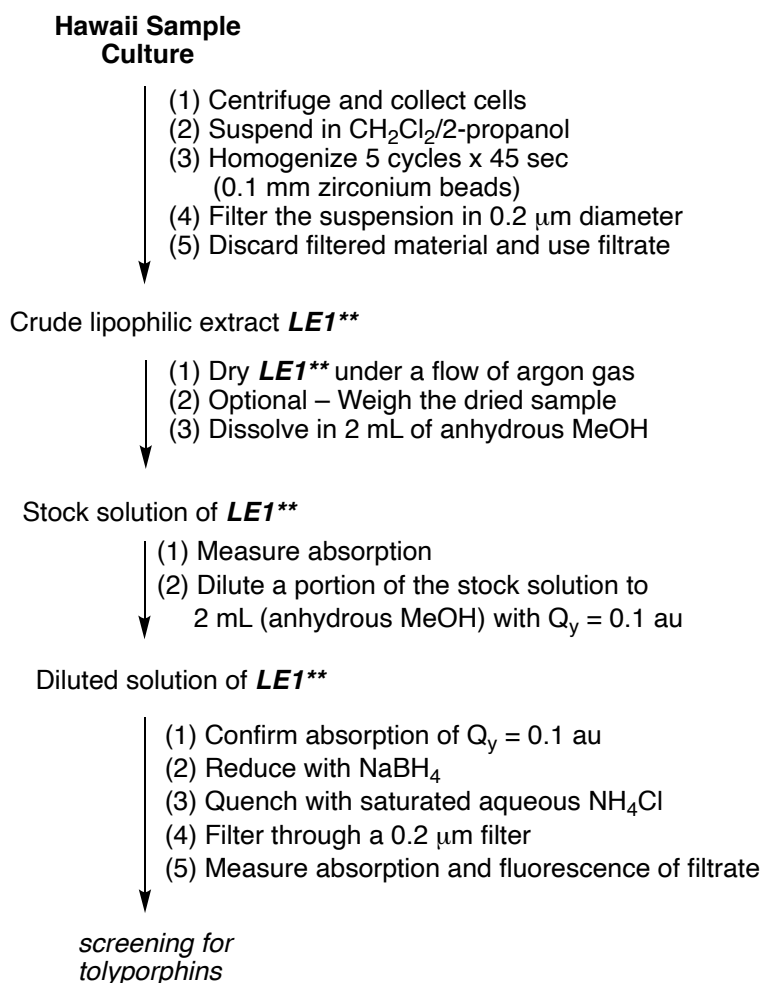 Hawaii Sample
Culture
(1) Centrifuge and collect cells
(2) Suspend in CH₂Cl₂/2-propanol
(3) Homogenize 5 cycles x 45 sec
(0.1 mm zirconium beads)
(4) Filter the suspension in 0.2 μm diameter
(5) Discard filtered material and use filtrate
Crude lipophilic extract LE1**
(1) Dry LE1** under a flow of argon gas
(2) Optional – Weigh the dried sample
(3) Dissolve in 2 mL of anhydrous MeOH
Stock solution of LE1**
(1) Measure absorption
(2) Dilute a portion of the stock solution to
2 mL (anhydrous MeOH) with Qy = 0.1 au
Diluted solution of LE1**
(1) Confirm absorption of Qy = 0.1 au
(2) Reduce with NaBH₄
(3) Quench with saturated aqueous NH₄Cl
(4) Filter through a 0.2 μm filter
(5) Measure absorption and fluorescence of filtrate
screening for
tolyporphins